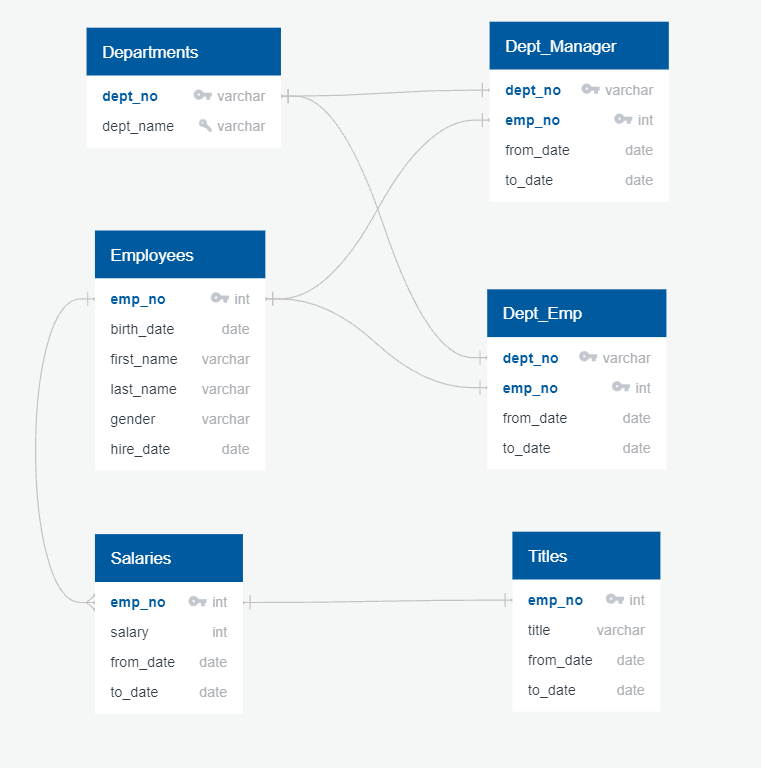 Departments
dept_no varchar
dept_name varchar
Dept_Manager
dept_no varchar
emp_no int
from_date date
to_date date
Employees
emp_no int
birth_date date
first_name varchar
last_name varchar
gender varchar
hire_date date
Dept_Emp
dept_no varchar
emp_no int
from_date date
to_date date
Salaries
emp_no int
salary int
from_date date
to_date date
Titles
emp_no int
title varchar
from_date date
to_date date